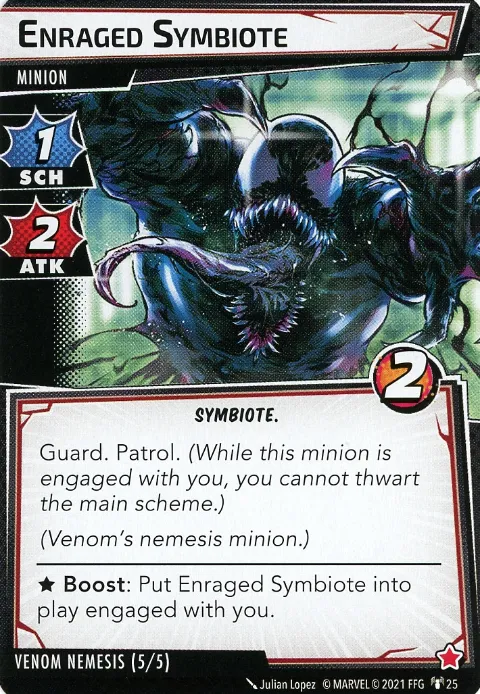 ENRAGED SYMBIOTE
MINION
1
SCH
2
ATK
2
SYMBIOTE.
Guard. Patrol. (While this minion is
engaged with you, you cannot thwart
the main scheme.)
(Venom's nemesis minion.)
★ Boost: Put Enraged Symbiote into
play engaged with you.
VENOM NEMESIS (5/5)
Julian Lopez © MARVEL © 2021 FFG 25